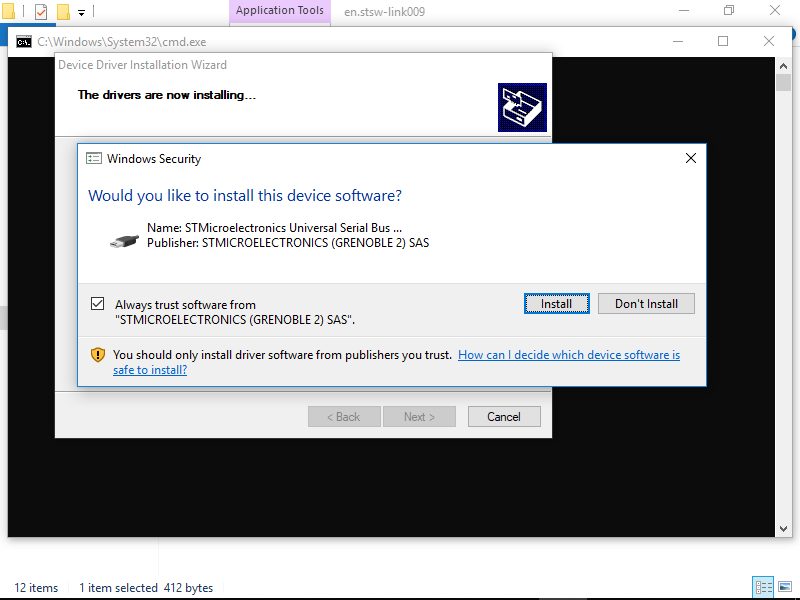 Application Tools
en.stsw-link009
C:\Windows\System32\cmd.exe
Device Driver Installation Wizard
The drivers are now installing...
Windows Security
Would you like to install this device software?
Name: STMicroelectronics Universal Serial Bus ...
Publisher: STMICROELECTRONICS (GRENOBLE 2) SAS
Always trust software from
"STMICROELECTRONICS (GRENOBLE 2) SAS".
Install
Don't Install
You should only install driver software from publishers you trust. How can I decide which device software is
safe to install?
< Back
Next >
Cancel
12 items 1 item selected 412 bytes